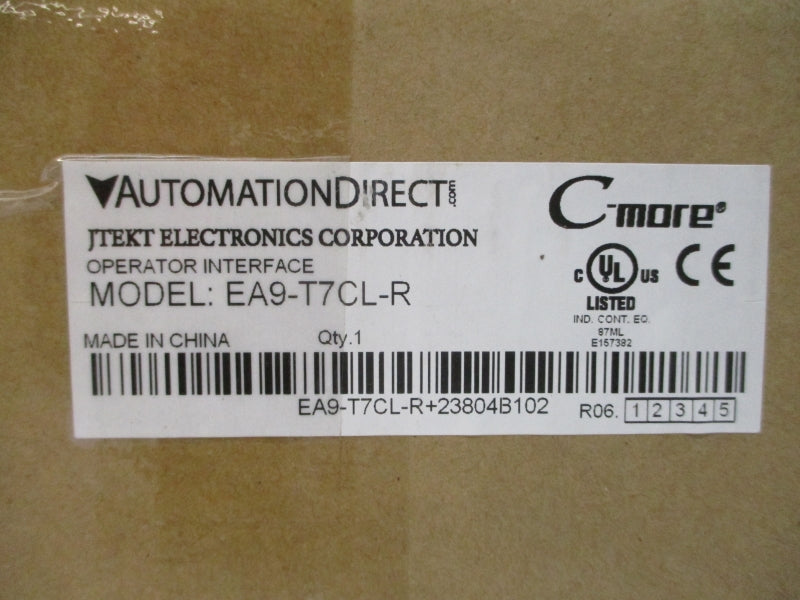 AUTOMATIONDIRECT.COM
C-more®
JTEKT ELECTRONICS CORPORATION
OPERATOR INTERFACE
MODEL: EA9-T7CL-R
C UL US CE
LISTED
IND. CONT. EQ.
97ML
E157382
MADE IN CHINA Qty.1
EA9-T7CL-R+23804B102
R06. 1 2 3 4 5